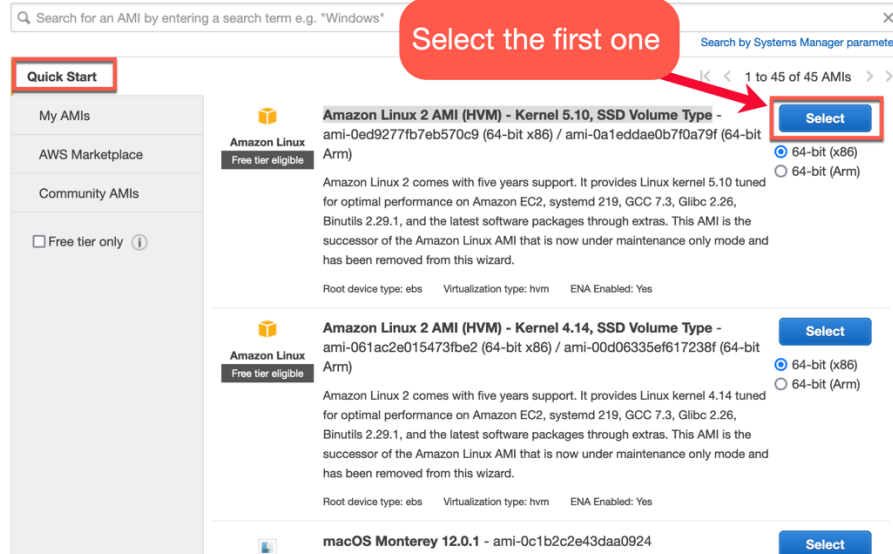 Search for an AMI by entering a search term e.g. "Windows"
Select the first one
Search by Systems Manager paramete
Quick Start
1 to 45 of 45 AMIs
My AMIs
AWS Marketplace
Community AMIs
Free tier only
Amazon Linux
Free tier eligible
Amazon Linux 2 AMI (HVM) - Kernel 5.10, SSD Volume Type -
ami-0ed9277fb7eb570c9 (64-bit x86) / ami-0a1eddae0b7f0a79f (64-bit
Arm)
Select
64-bit (x86)
64-bit (Arm)
Amazon Linux 2 comes with five years support. It provides Linux kernel 5.10 tuned
for optimal performance on Amazon EC2, systemd 219, GCC 7.3, Glibc 2.26,
Binutils 2.29.1, and the latest software packages through extras. This AMI is the
successor of the Amazon Linux AMI that is now under maintenance only mode and
has been removed from this wizard.
Root device type: ebs Virtualization type: hvm ENA Enabled: Yes
Amazon Linux
Free tier eligible
Amazon Linux 2 AMI (HVM) - Kernel 4.14, SSD Volume Type -
ami-061ac2e015473fbe2 (64-bit x86) / ami-00d06335ef617238f (64-bit
Arm)
Select
64-bit (x86)
64-bit (Arm)
Amazon Linux 2 comes with five years support. It provides Linux kernel 4.14 tuned
for optimal performance on Amazon EC2, systemd 219, GCC 7.3, Glibc 2.26,
Binutils 2.29.1, and the latest software packages through extras. This AMI is the
successor of the Amazon Linux AMI that is now under maintenance only mode and
has been removed from this wizard.
Root device type: ebs Virtualization type: hvm ENA Enabled: Yes
macOS Monterey 12.0.1 - ami-0c1b2c2e43daa0924
Select